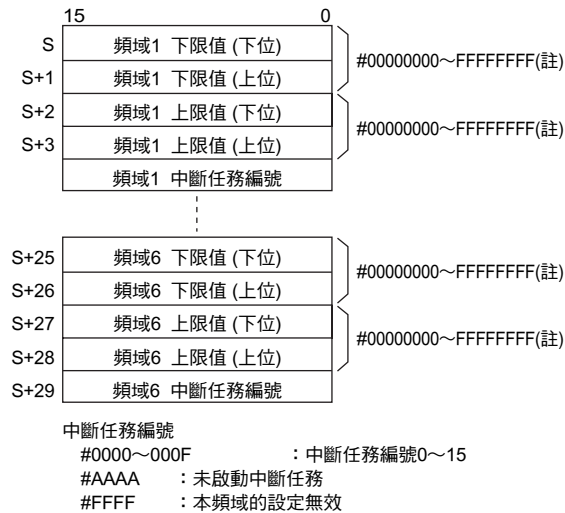 15 0
S 頻域1 下限值 (下位)
#00000000～FFFFFFFF(註)
S+1 頻域1 下限值 (上位)
S+2 頻域1 上限值 (下位)
#00000000～FFFFFFFF(註)
S+3 頻域1 上限值 (上位)
頻域1 中斷任務編號
S+25 頻域6 下限值 (下位)
#00000000～FFFFFFFF(註)
S+26 頻域6 下限值 (上位)
S+27 頻域6 上限值 (下位)
#00000000～FFFFFFFF(註)
S+28 頻域6 上限值 (上位)
S+29 頻域6 中斷任務編號
中斷任務編號
#0000～000F ：中斷任務編號0～15
#AAAA ：未啟動中斷任務
#FFFF ：本頻域的設定無效